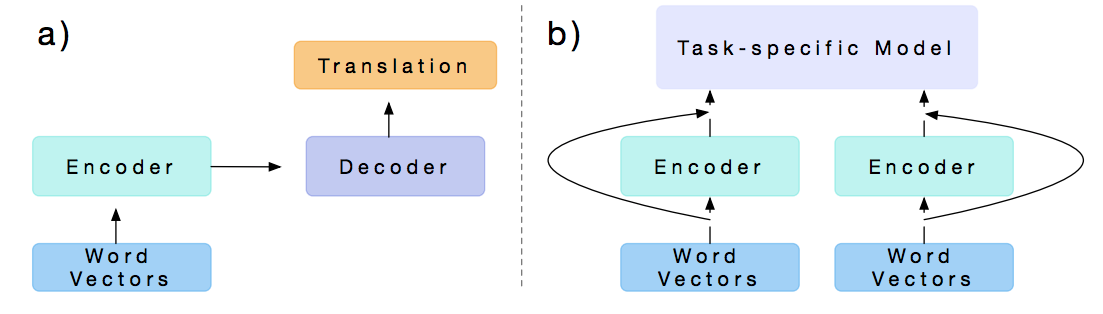 a)
Translation
Encoder
Decoder
Word
Vectors
b)
Task-specific Model
Encoder
Encoder
Word
Vectors
Word
Vectors